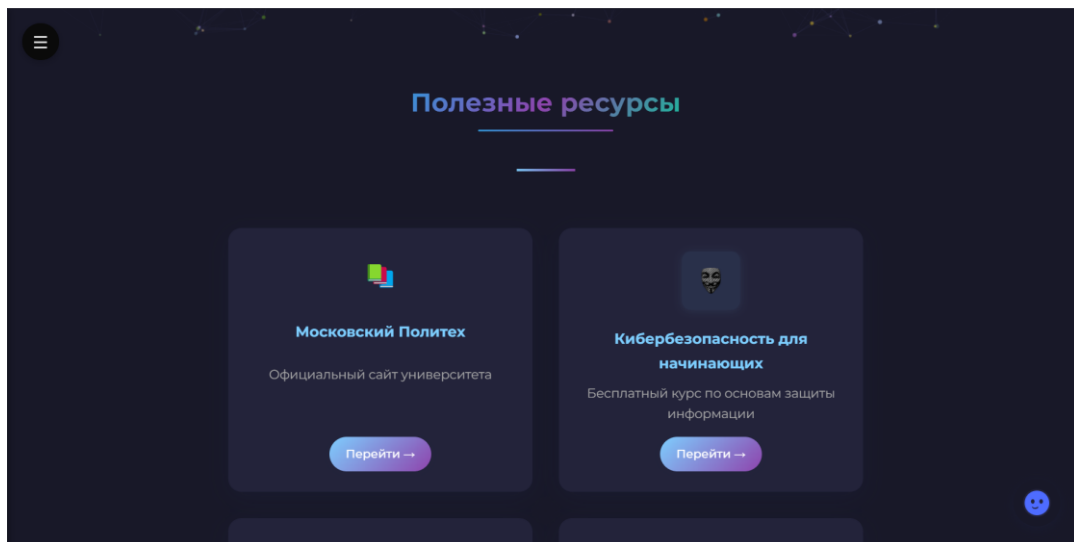 Полезные ресурсы
Московский Политех
Официальный сайт университета
Перейти →
Кибербезопасность для
начинающих
Бесплатный курс по основам защиты
информации
Перейти →